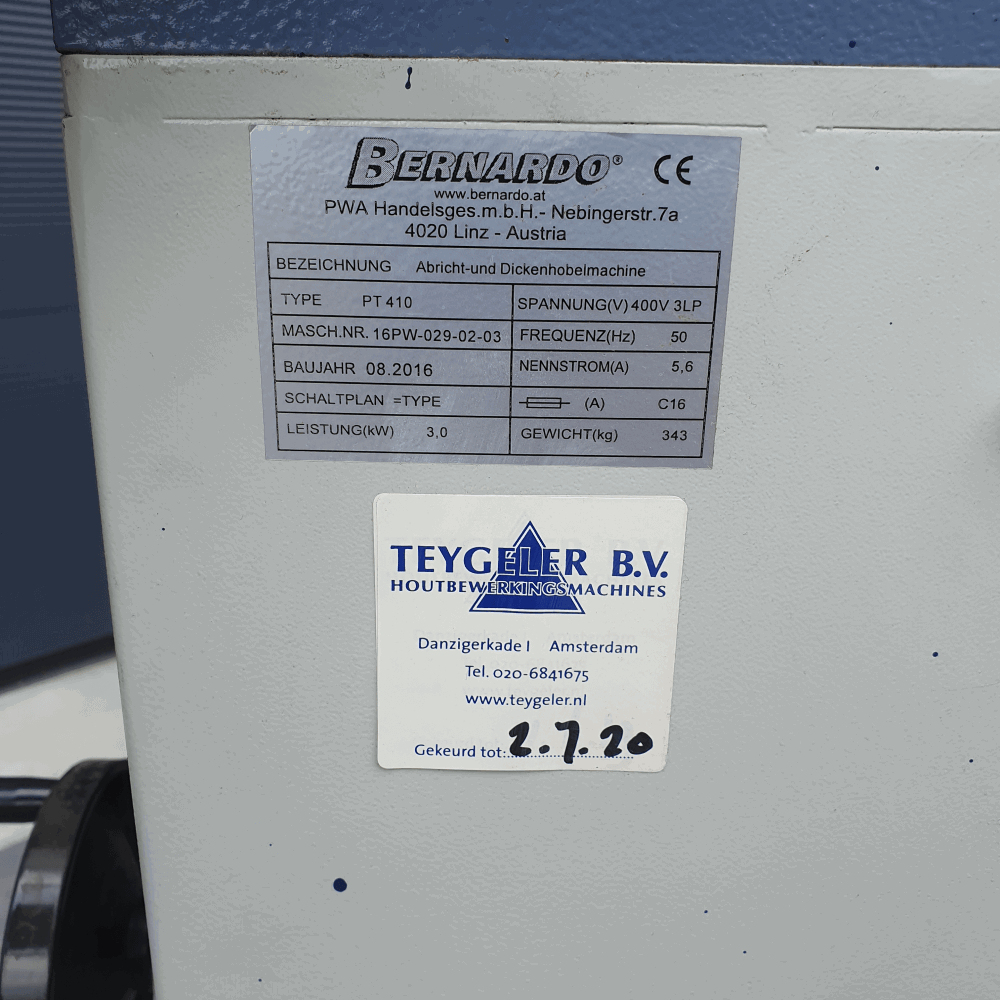 BERNARDO® CE
www.bernardo.at
PWA Handelsges.m.b.H.- Nebingerstr.7a
4020 Linz - Austria
BEZEICHNUNG Abricht-und Dickenhobelmachine
TYPE PT 410 SPANNUNG(V) 400V 3LP
MASCH.NR. 16PW-029-02-03 FREQUENZ(Hz) 50
BAUJAHR 08.2016 NENNSTROM(A) 5,6
SCHALTPLAN =TYPE (A) C16
LEISTUNG(kW) 3,0 GEWICHT(kg) 343
TEYGELER B.V.
HOUTBEWERKINGSMACHINES
Danzigerkade 1 Amsterdam
Tel. 020-6841675
www.teygeler.nl
Gekeurd tot: 2.7.20